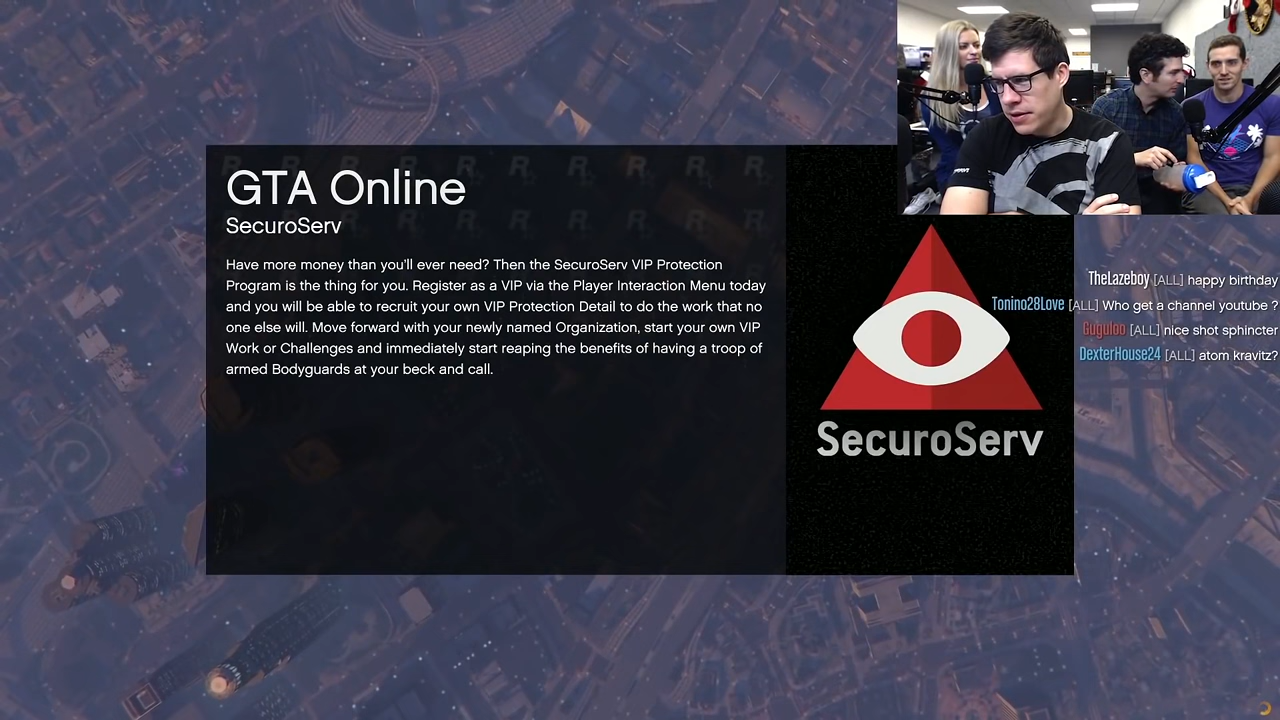 GTA Online
SecuroServ
Have more money than you'll ever need? Then the SecuroServ VIP Protection
Program is the thing for you. Register as a VIP via the Player Interaction Menu today
and you will be able to recruit your own VIP Protection Detail to do the work that no
one else will. Move forward with your newly named Organization, start your own VIP
Work or Challenges and immediately start reaping the benefits of having a troop of
armed Bodyguards at your beck and call.
SecuroServ
TheLazeboy [ALL] happy birthday
Tonino28Love [ALL] Who get a channel youtube ?
Guguloo [ALL] nice shot sphincter
DexterHouse24 [ALL] atom kravitz?